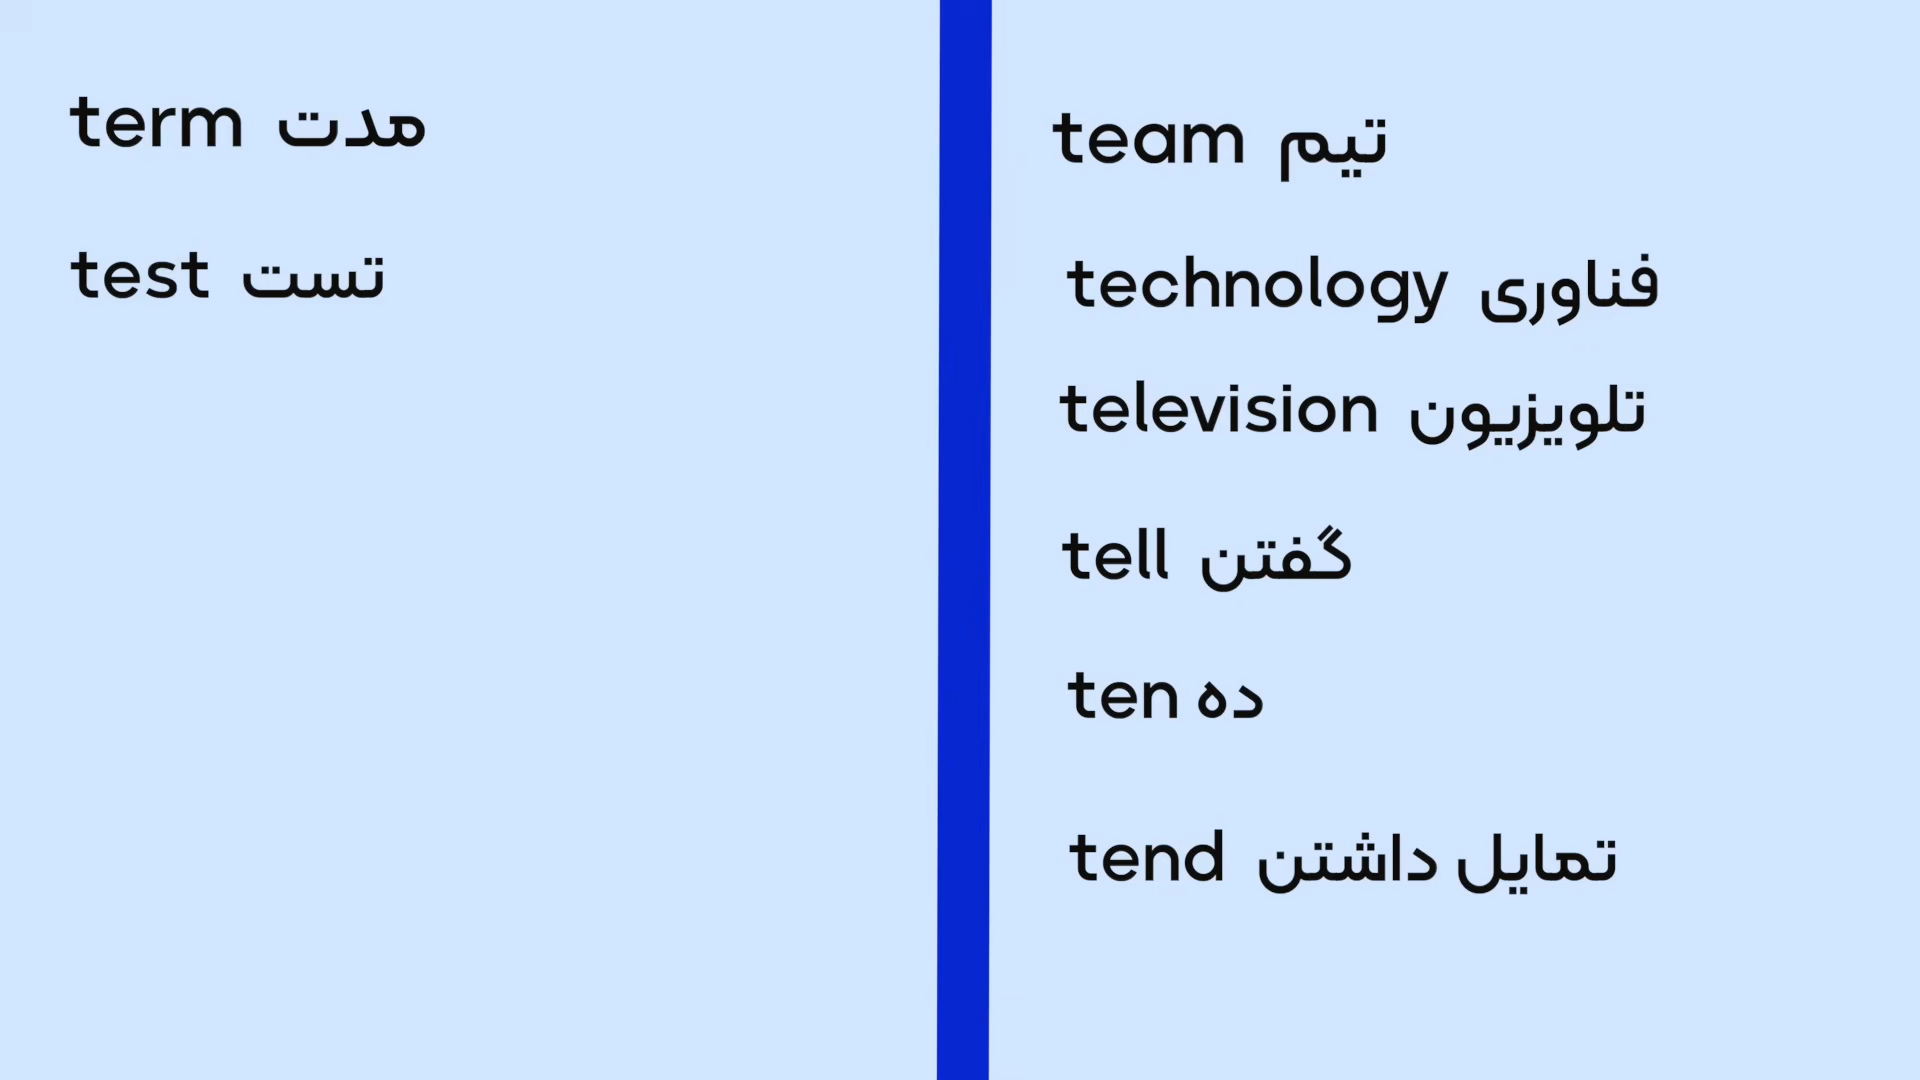 term مدت
test تست
team تیم
technology فناوری
television تلویزیون
tell گفتن
ten ده
tend تمایل داشتن